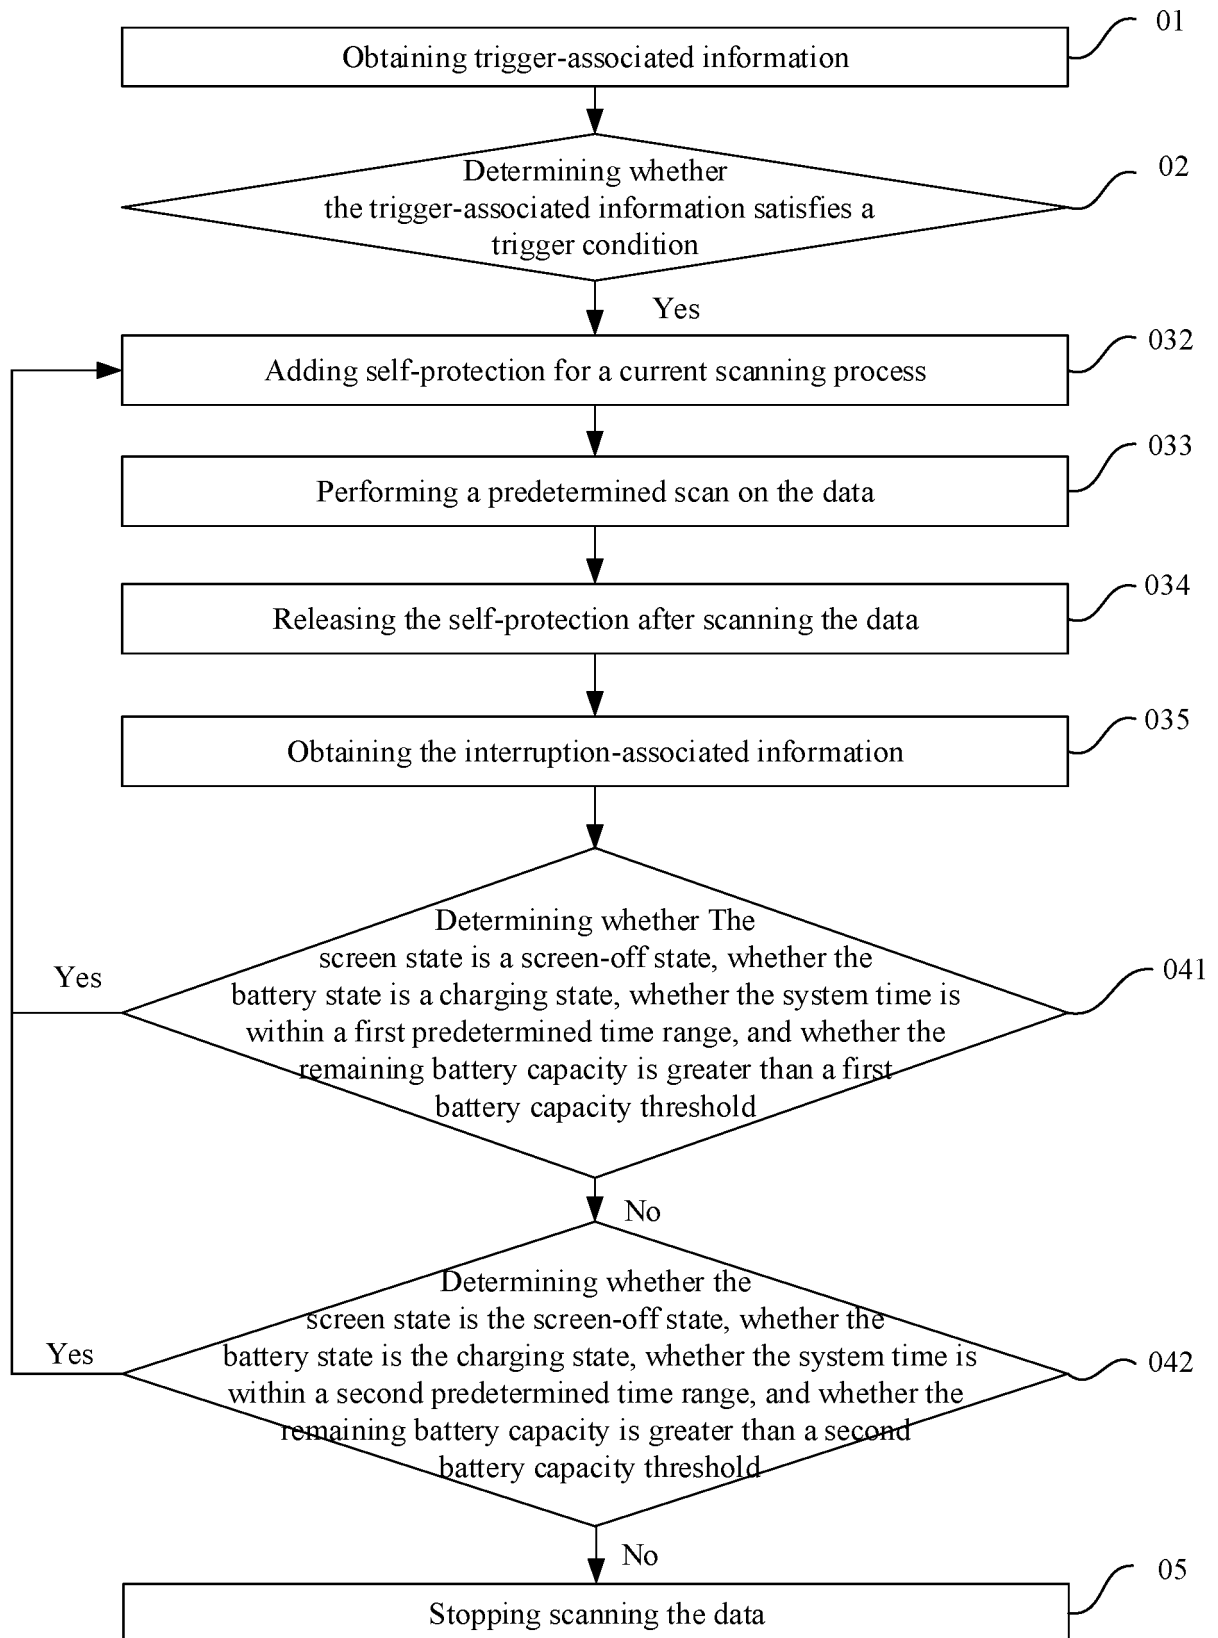 01
Obtaining trigger-associated information
Determining whether
02
the trigger-associated information satisfies a
trigger condition
Yes
032
Adding self-protection for a current scanning process
033
Performing a predetermined scan on the data
034
Releasing the self-protection after scanning the data
035
Obtaining the interruption-associated information
Determining whether The
screen state is a screen-off state, whether the
Yes
041
battery state is a charging state, whether the system time is
within a first predetermined time range, and whether the
remaining battery capacity is greater than a first
battery capacity threshold
No
Determining whether the
screen state is the screen-off state, whether the
Yes
battery state is the charging state, whether the system time is
042
within a second predetermined time range, and whether the
remaining battery capacity is greater than a second
battery capacity threshold
No
05
Stopping scanning the data